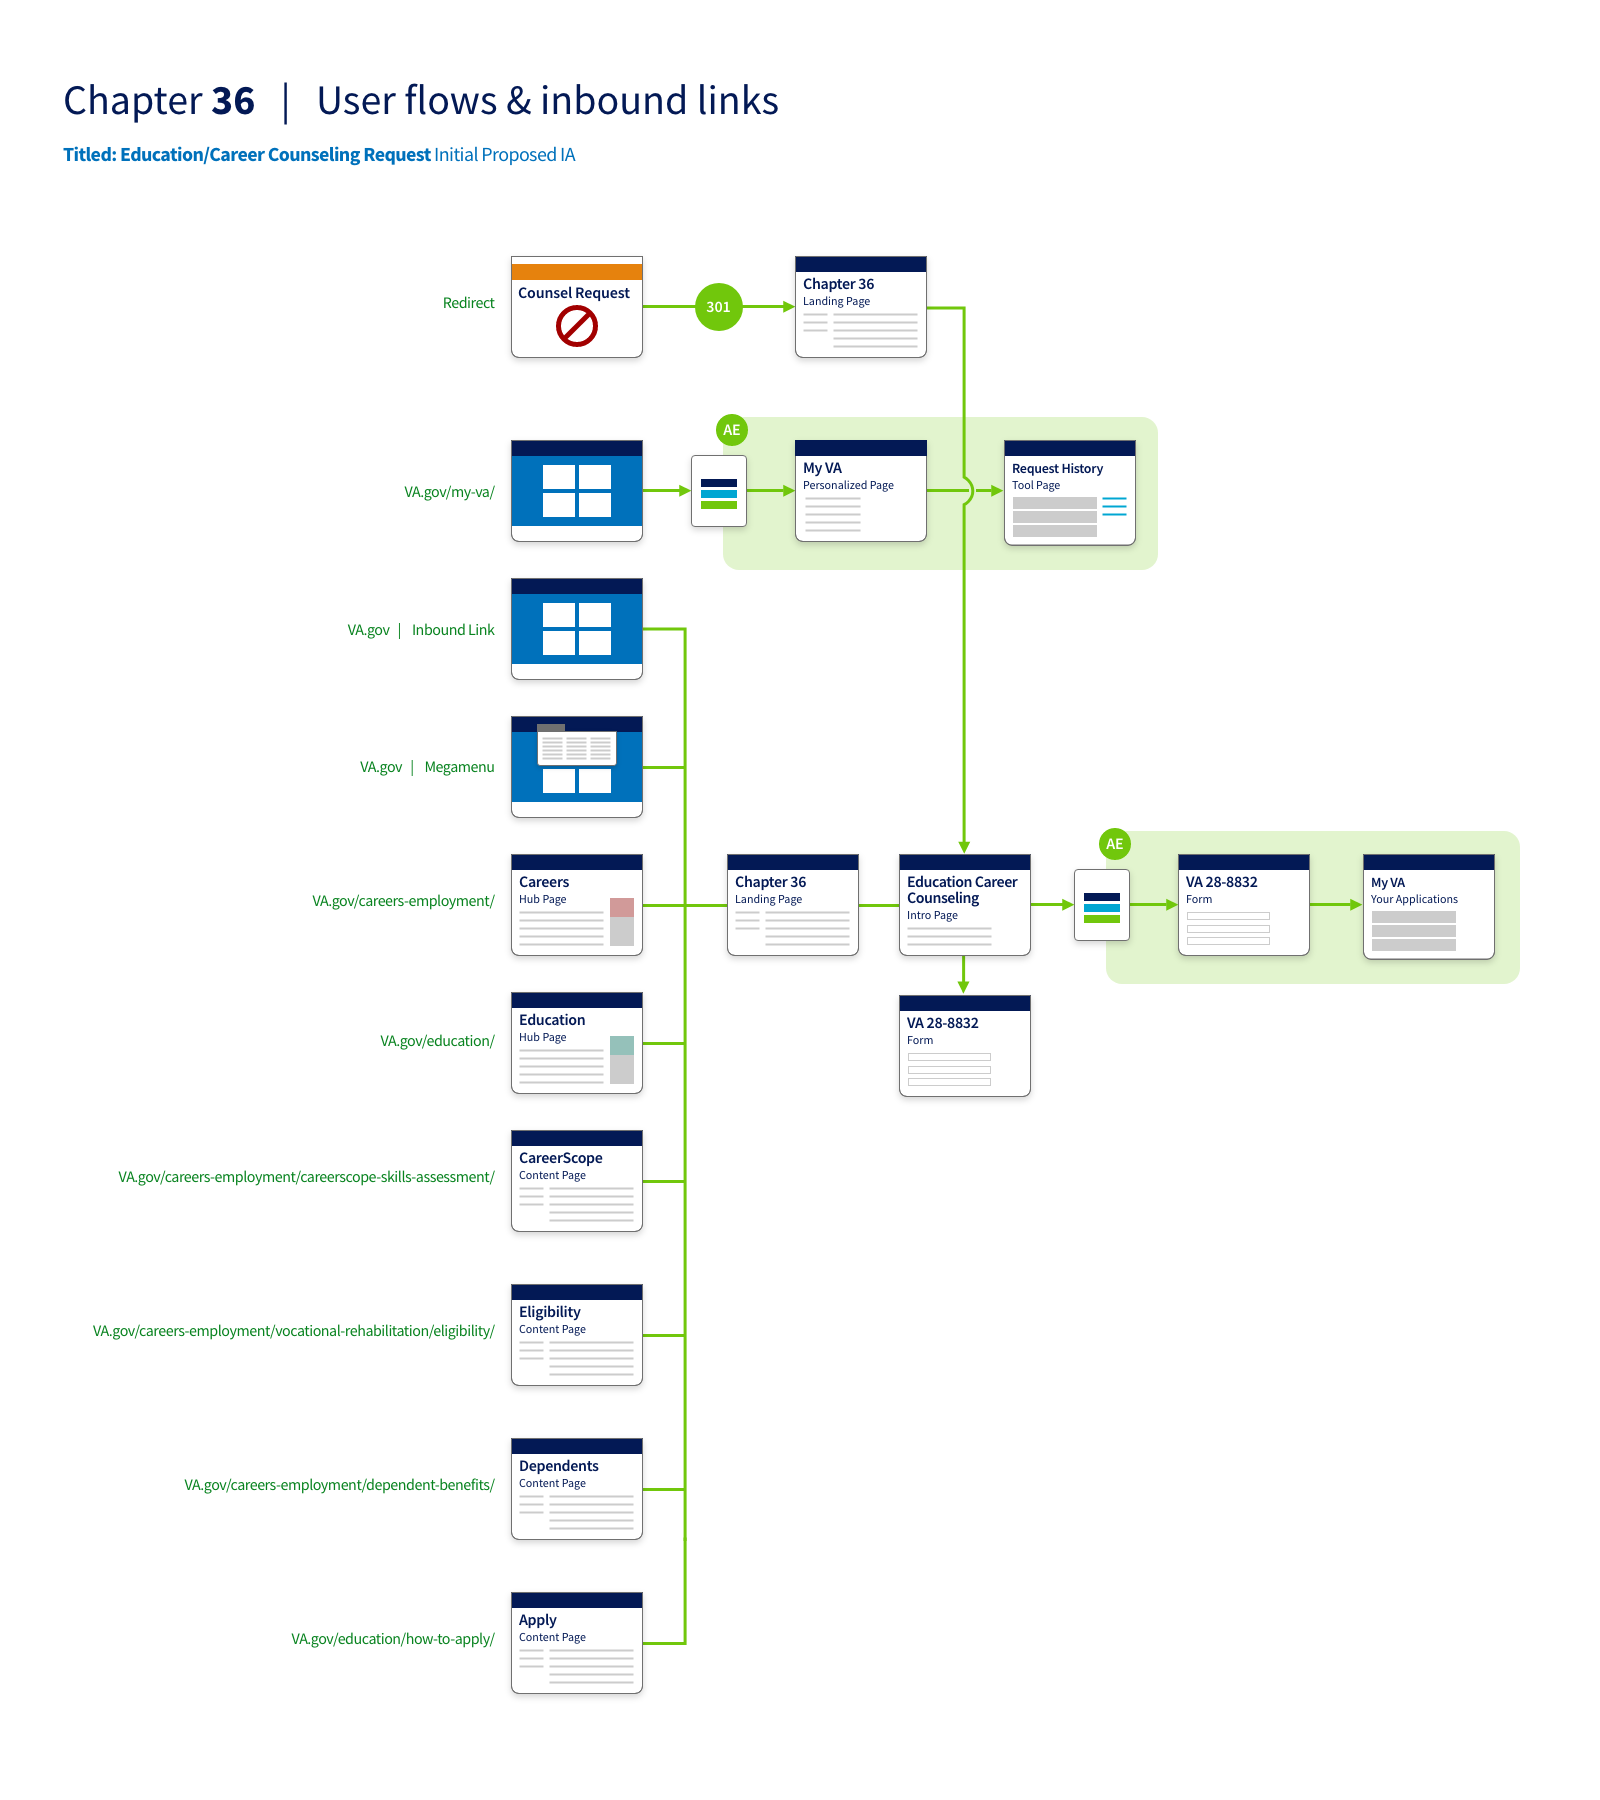 Chapter 36 | User flows & inbound links
Titled: Education/Career Counseling Request Initial Proposed IA
Redirect
Counsel Request
301
Chapter 36
Landing Page
VA.gov/my-va/
AE
My VA
Personalized Page
Request History
Tool Page
VA.gov | Inbound Link
VA.gov | Megamenu
VA.gov/careers-employment/
Careers
Hub Page
Chapter 36
Landing Page
Education Career
Counseling
Intro Page
AE
VA 28-8832
Form
My VA
Your Applications
VA.gov/education/
Education
Hub Page
VA 28-8832
Form
VA.gov/careers-employment/careerscope-skills-assessment/
CareerScope
Content Page
VA.gov/careers-employment/vocational-rehabilitation/eligibility/
Eligibility
Content Page
VA.gov/careers-employment/dependent-benefits/
Dependents
Content Page
VA.gov/education/how-to-apply/
Apply
Content Page